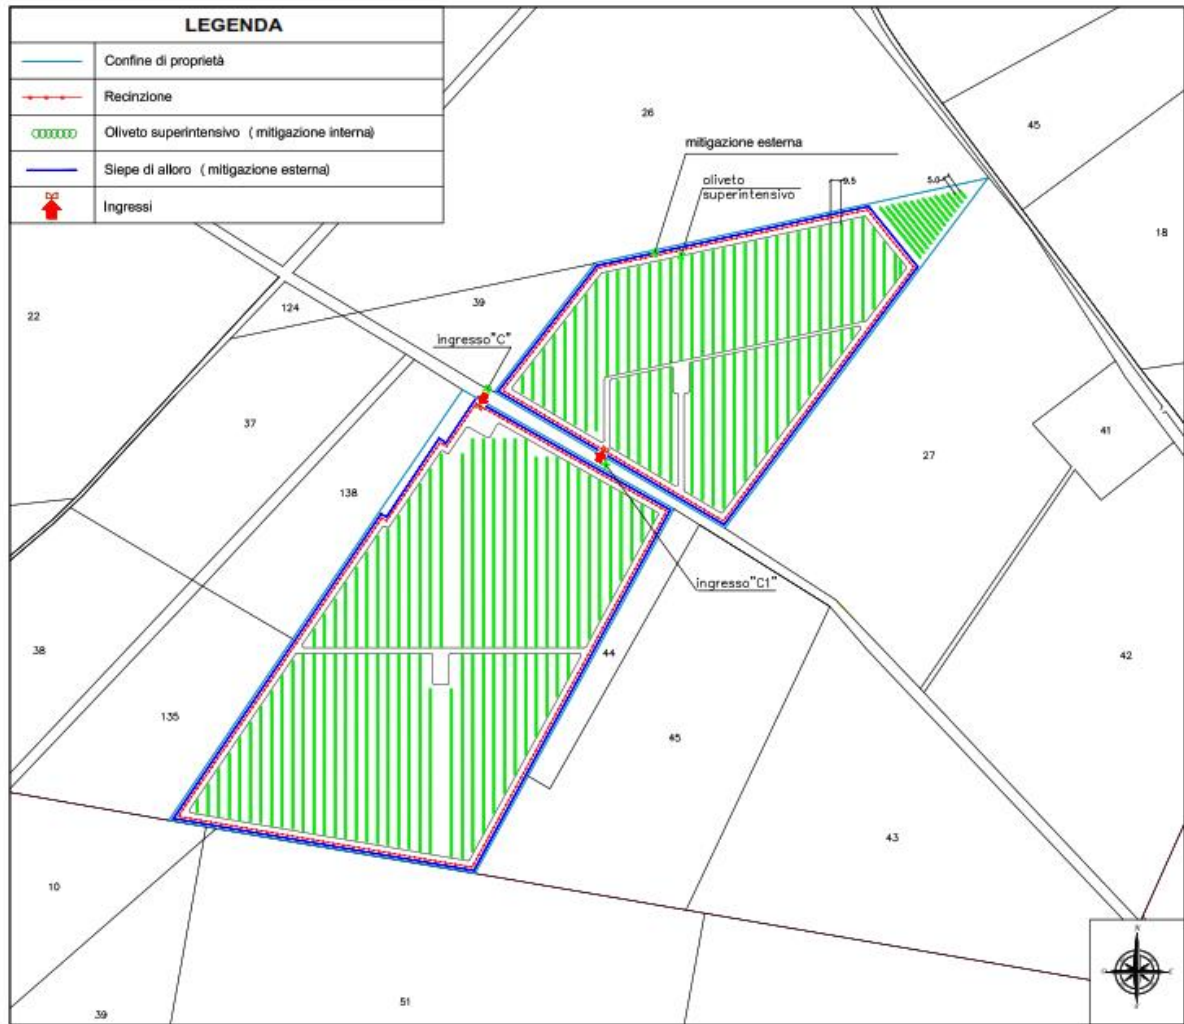 LEGENDA
Confine di proprietà
Recinzione
Oliveto superintensivo ( mitigazione interna)
Siepe di alloro ( mitigazione esterna)
Ingressi
26
45
mitigazione esterna
oliveto
superintensivo
9.5
5.0
18
22
124
39
ingresso"C"
37
41
27
138
ingresso"C1"
38
44
42
135
45
43
10
51
39
N